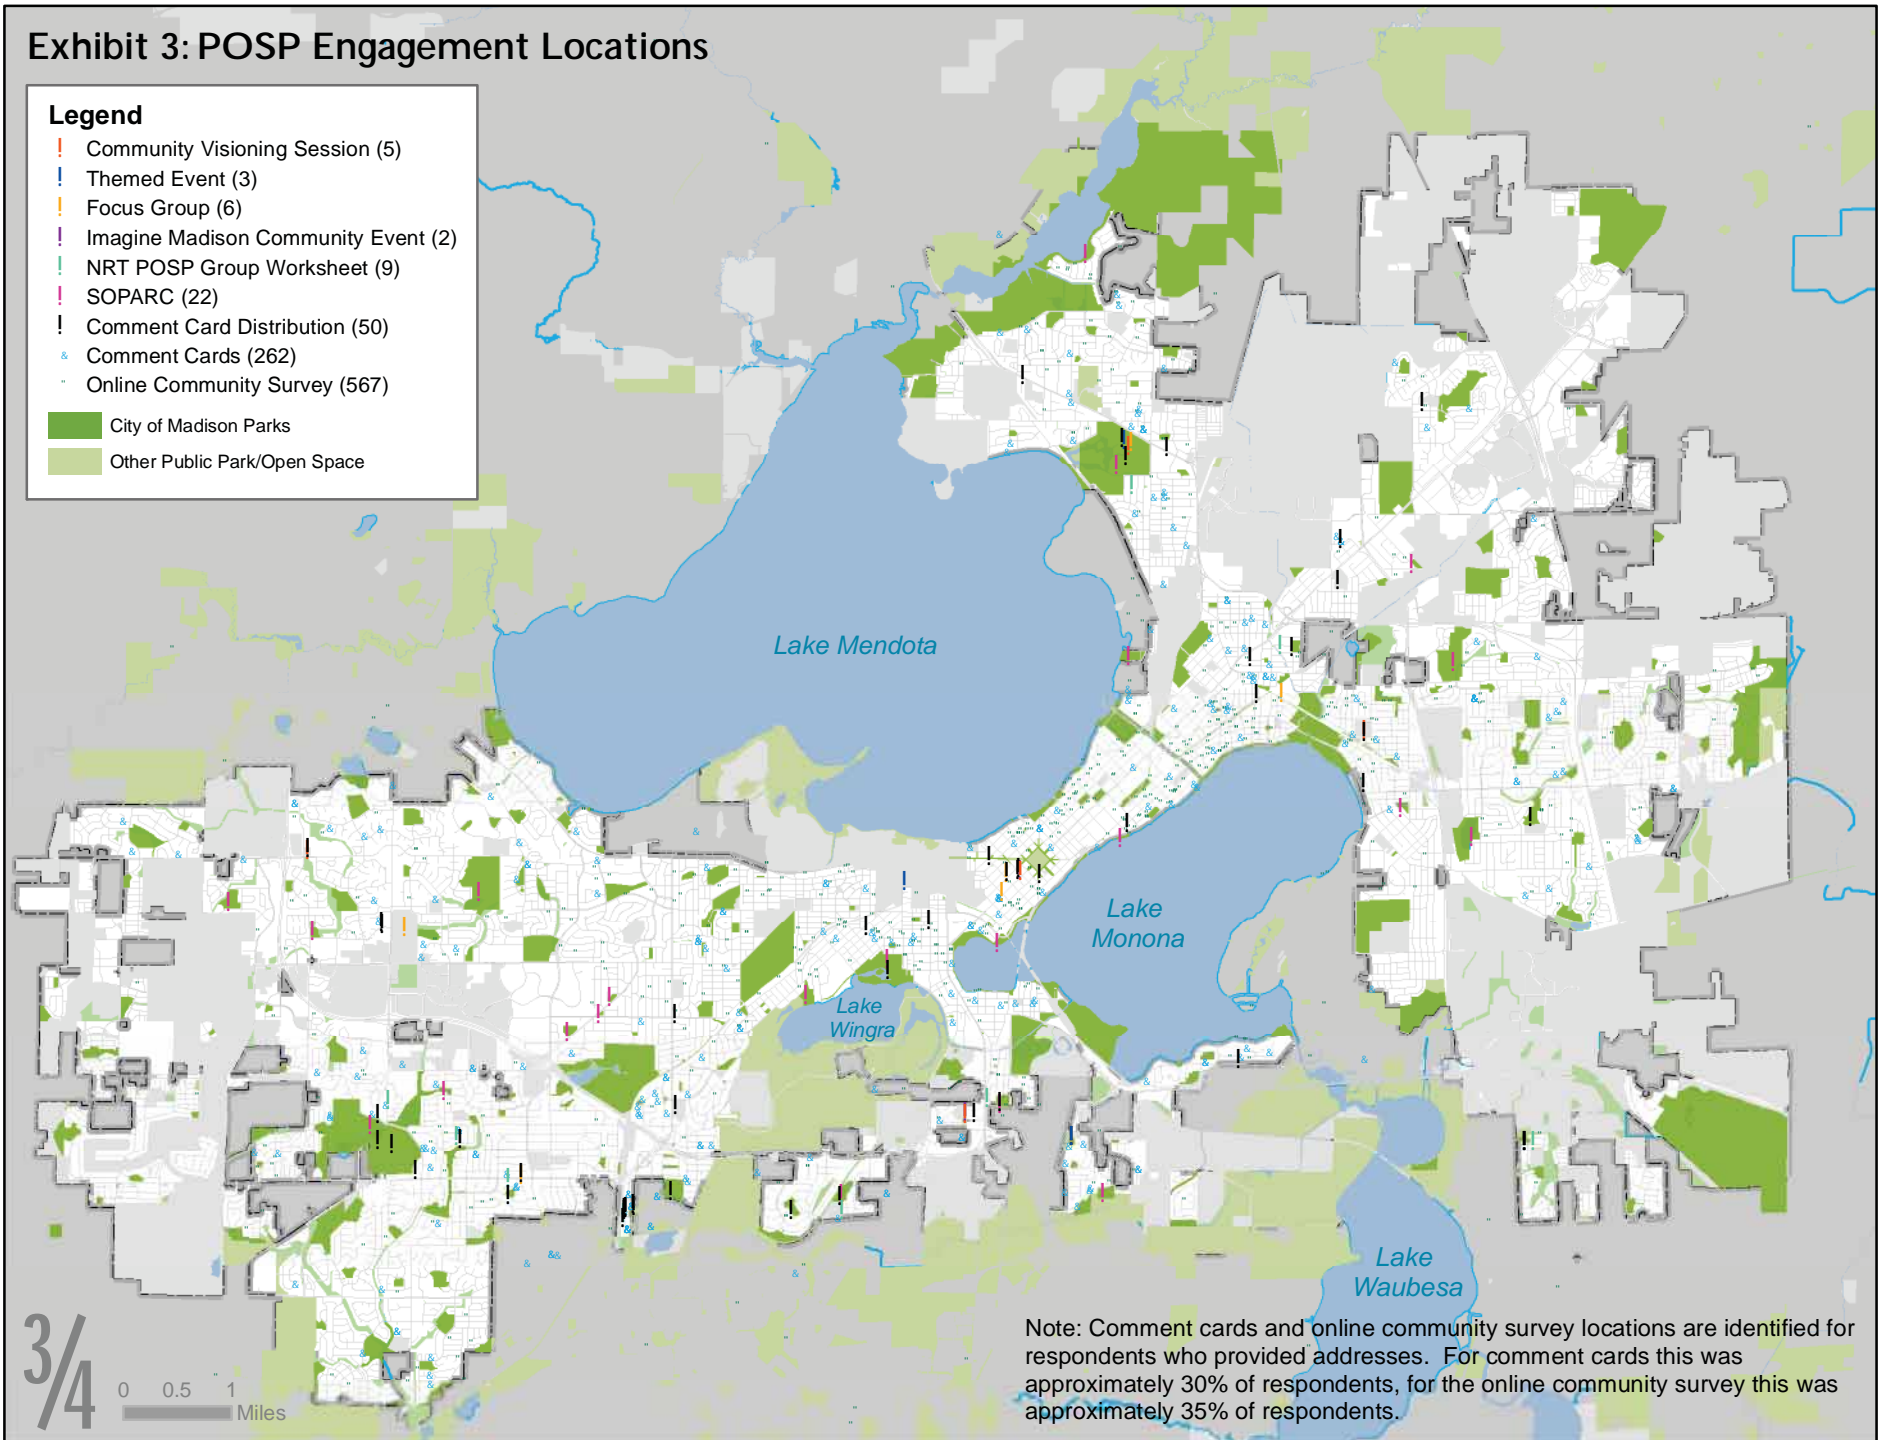 Exhibit 3: POSP Engagement Locations
Legend
Community Visioning Session (5)
Themed Event (3)
Focus Group (6)
Imagine Madison Community Event (2)
NRT POSP Group Worksheet (9)
SOPARC (22)
Comment Card Distribution (50)
Comment Cards (262)
Online Community Survey (567)
City of Madison Parks
Other Public Park/Open Space
Lake Mendota
Lake
Monona
Lake
Wingra
Lake
Waubesa
Note: Comment cards and online community survey locations are identified for
respondents who provided addresses. For comment cards this was
approximately 30% of respondents, for the online community survey this was
approximately 35% of respondents.
3/4
0 0.5 1
Miles